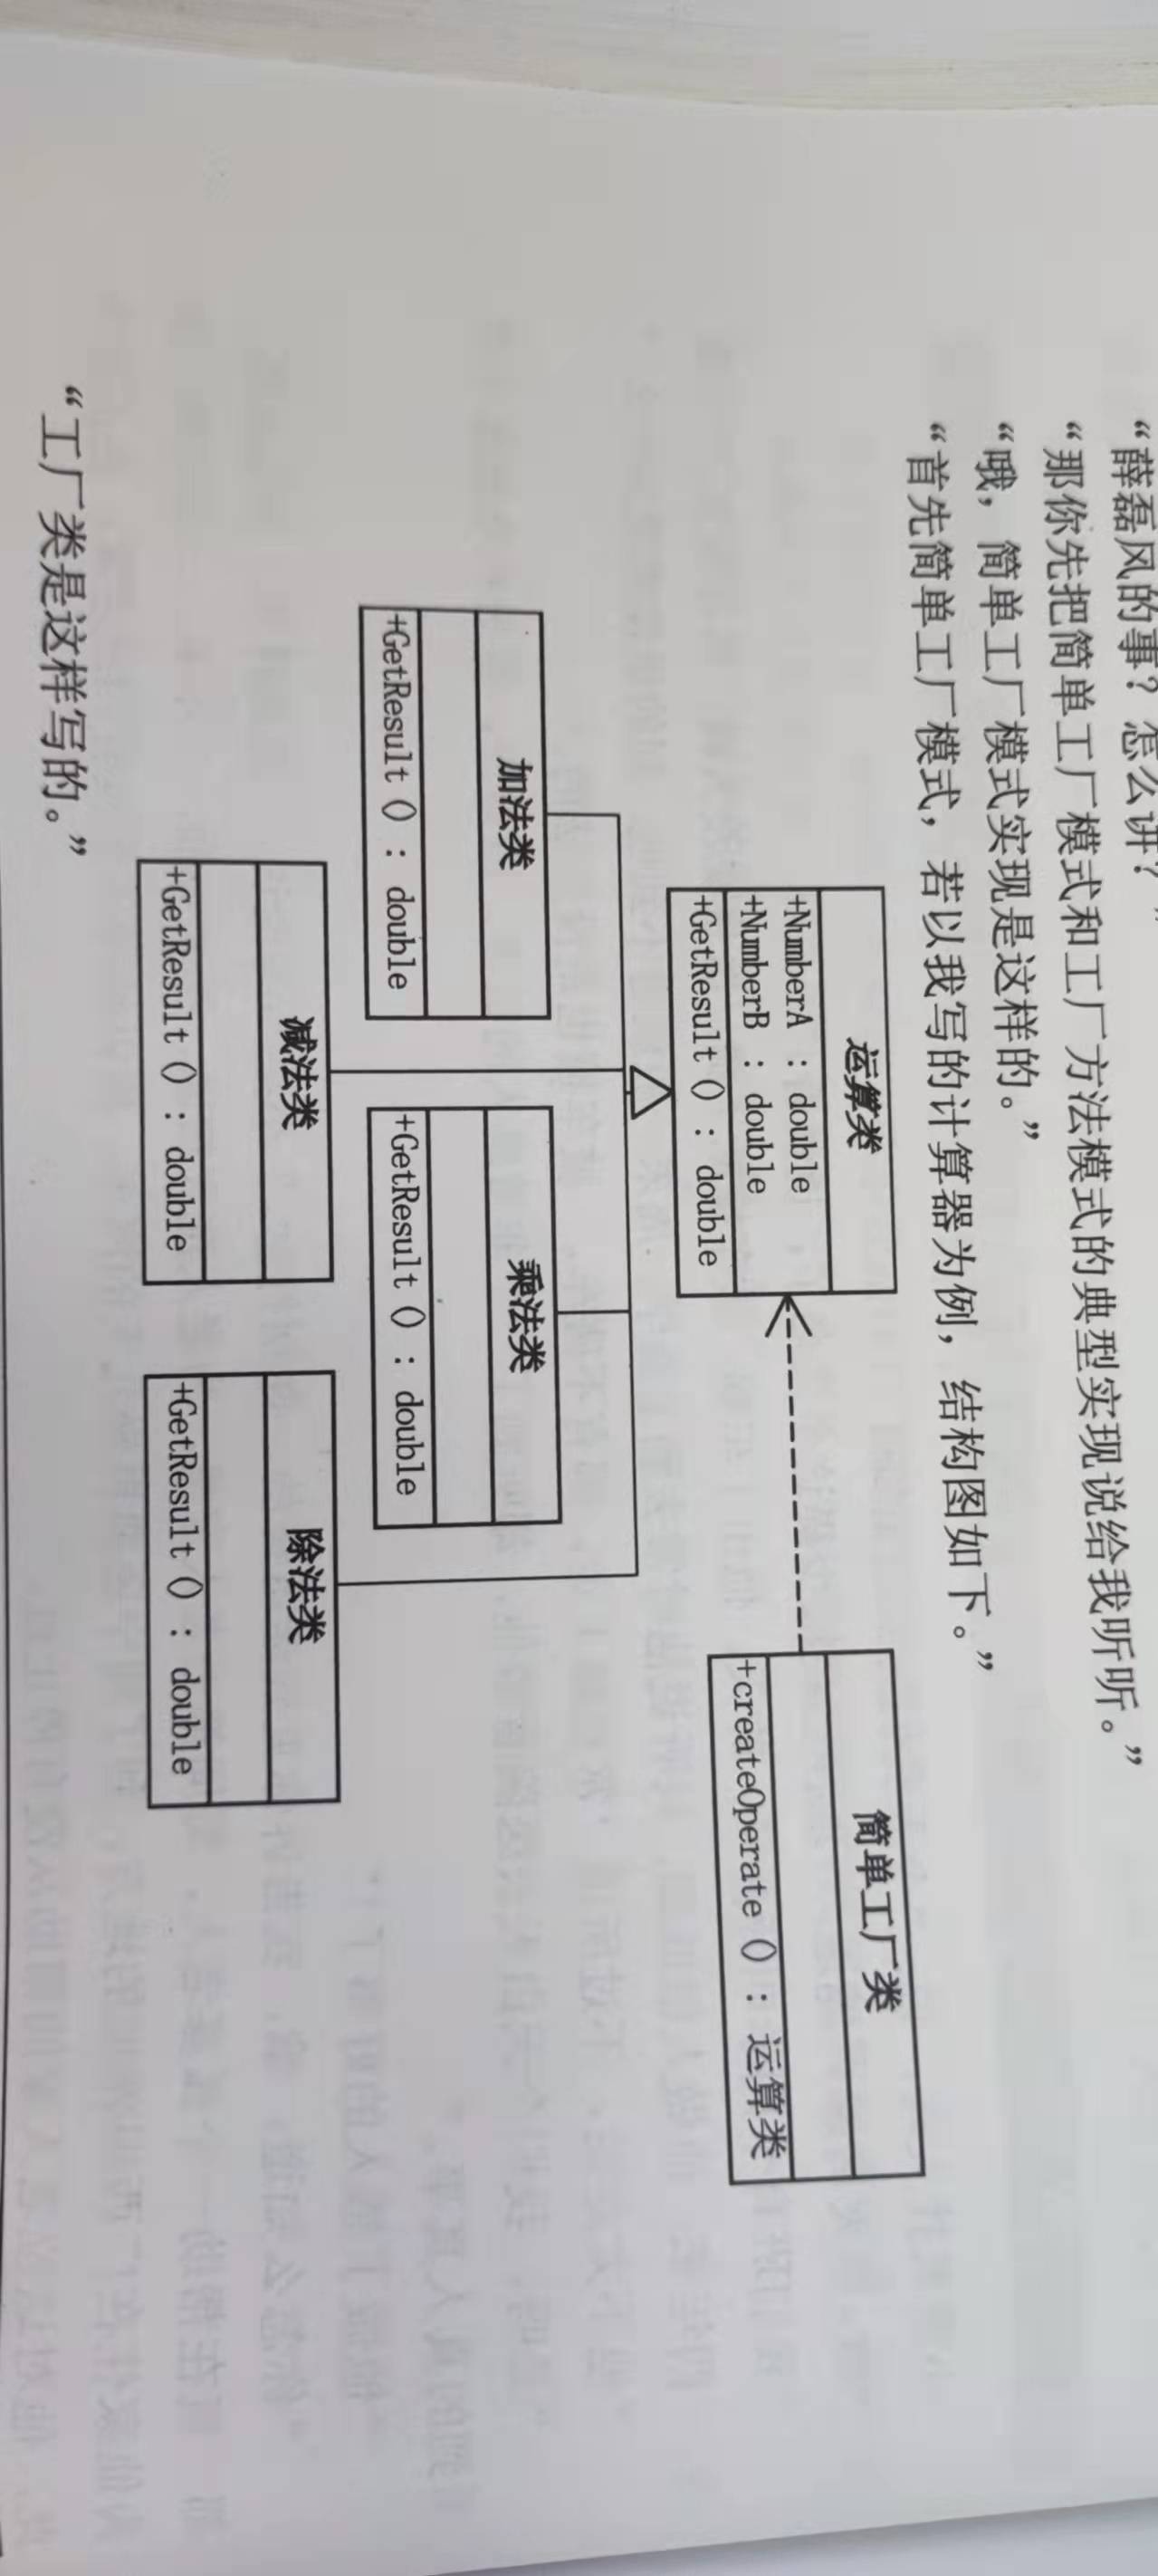 “薛磊风的事？怎么讲？”
“那你先把简单工厂模式和工厂方法模式的典型实现说给我听听。”
“哦，简单工厂模式实现是这样的。”
“首先简单工厂模式，若以我写的计算器为例，结构图如下。”
运算类
+NumberA : double
+NumberB : double
+GetResult () : double
简单工厂类
+createOperate () : 运算类
加法类
+GetResult () : double
乘法类
+GetResult () : double
减法类
+GetResult () : double
除法类
+GetResult () : double
“工厂类是这样写的。”